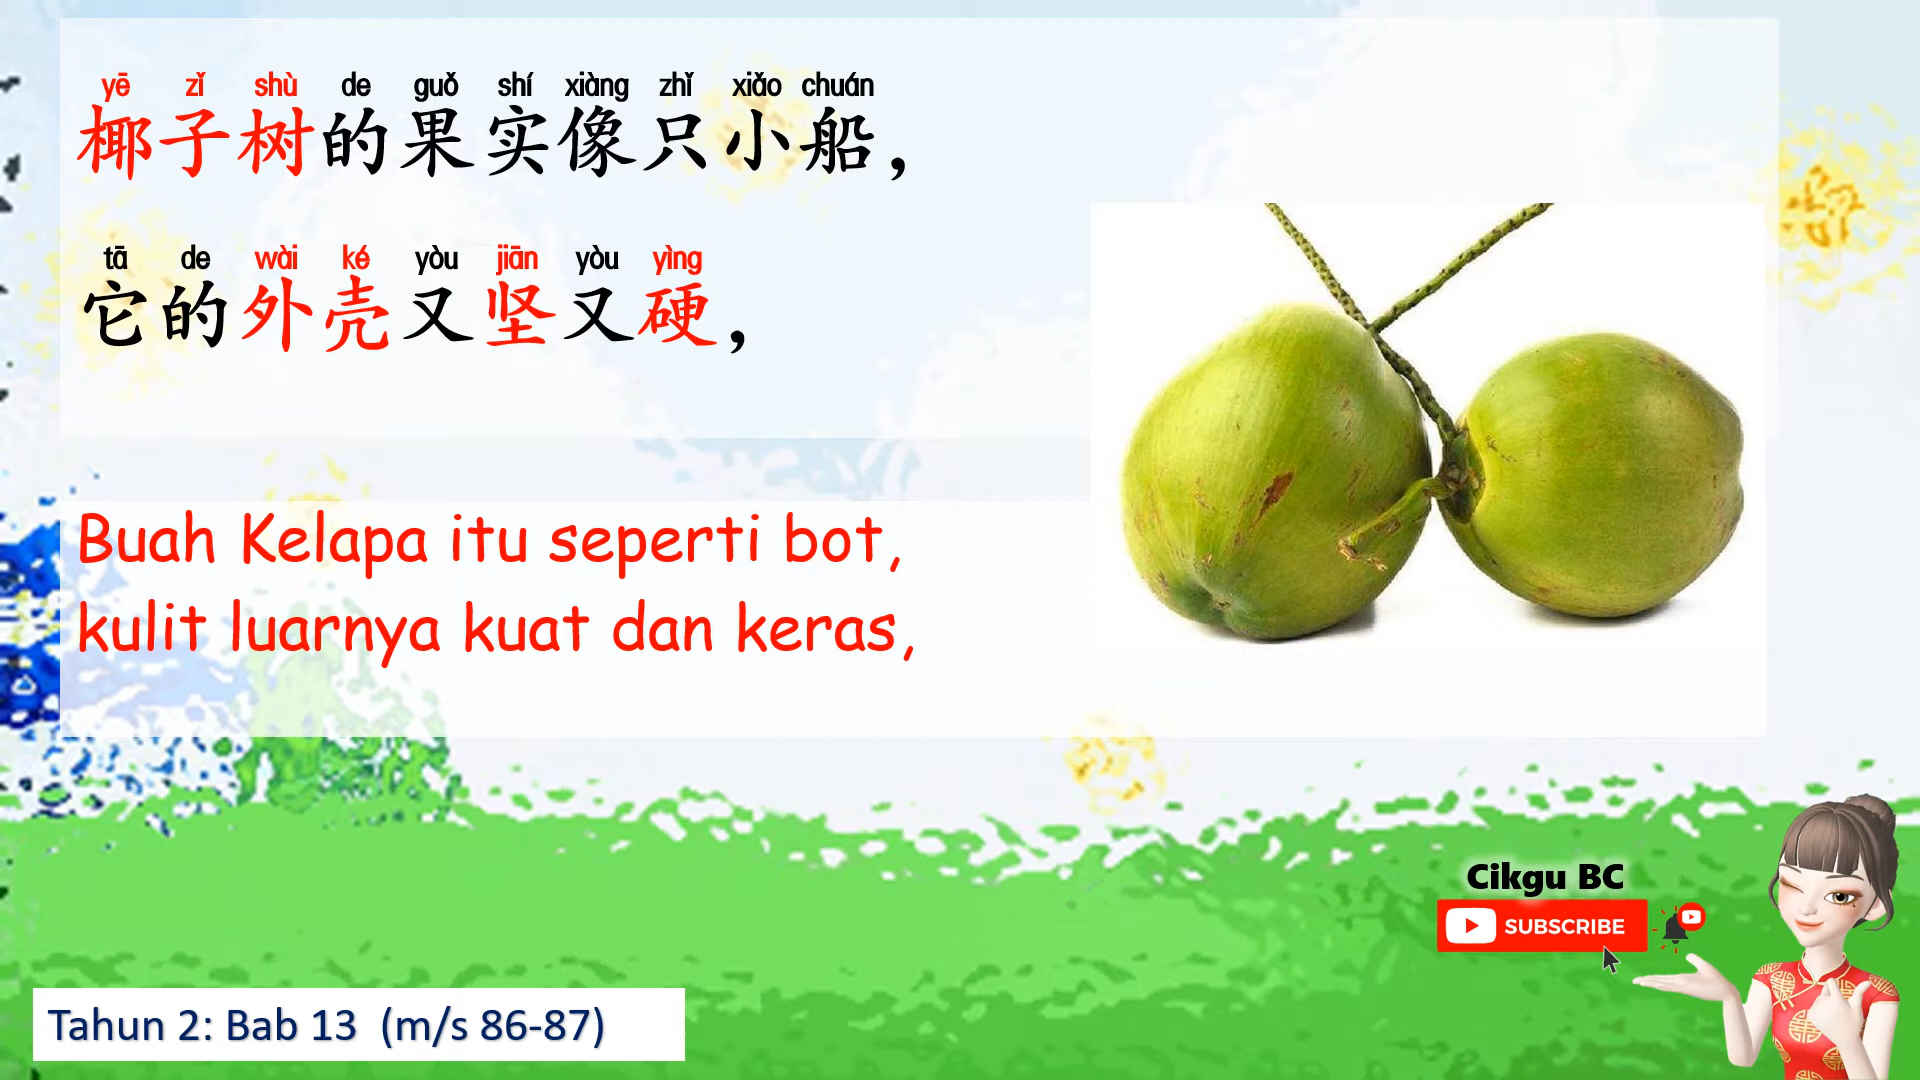 yē zǐ shù de guǒ shí xiàng zhǐ xiǎo chuán
椰子树的果实像只小船，
tā de wài ké yòu jiān yòu yìng
它的外壳又坚又硬，
Buah Kelapa itu seperti bot,
kulit luarnya kuat dan keras,
Cikgu BC
SUBSCRIBE
Tahun 2: Bab 13 (m/s 86-87)